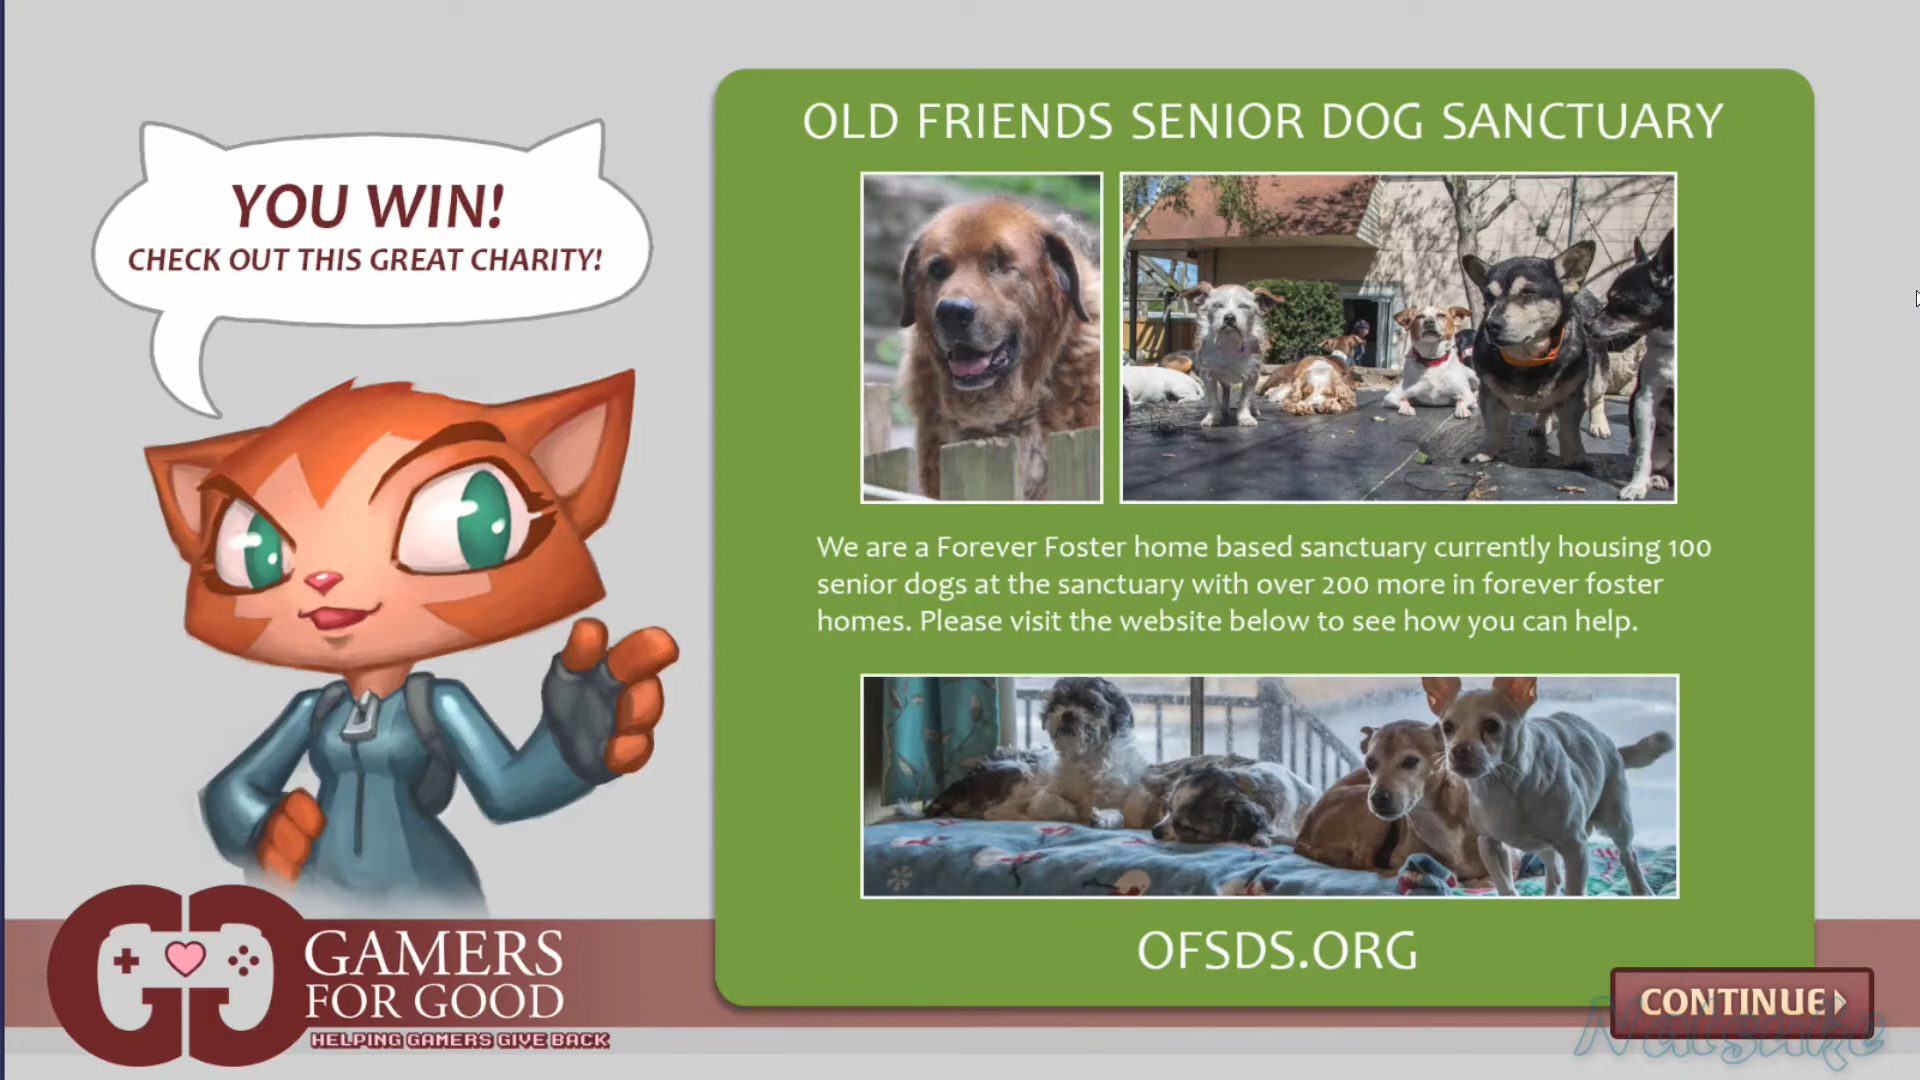 YOU WIN!
CHECK OUT THIS GREAT CHARITY!
OLD FRIENDS SENIOR DOG SANCTUARY
We are a Forever Foster home based sanctuary currently housing 100
senior dogs at the sanctuary with over 200 more in forever foster
homes. Please visit the website below to see how you can help.
OFSDS.ORG
GAMERS
FOR GOOD
HELPING GAMERS GIVE BACK
CONTINUE
Natsuke